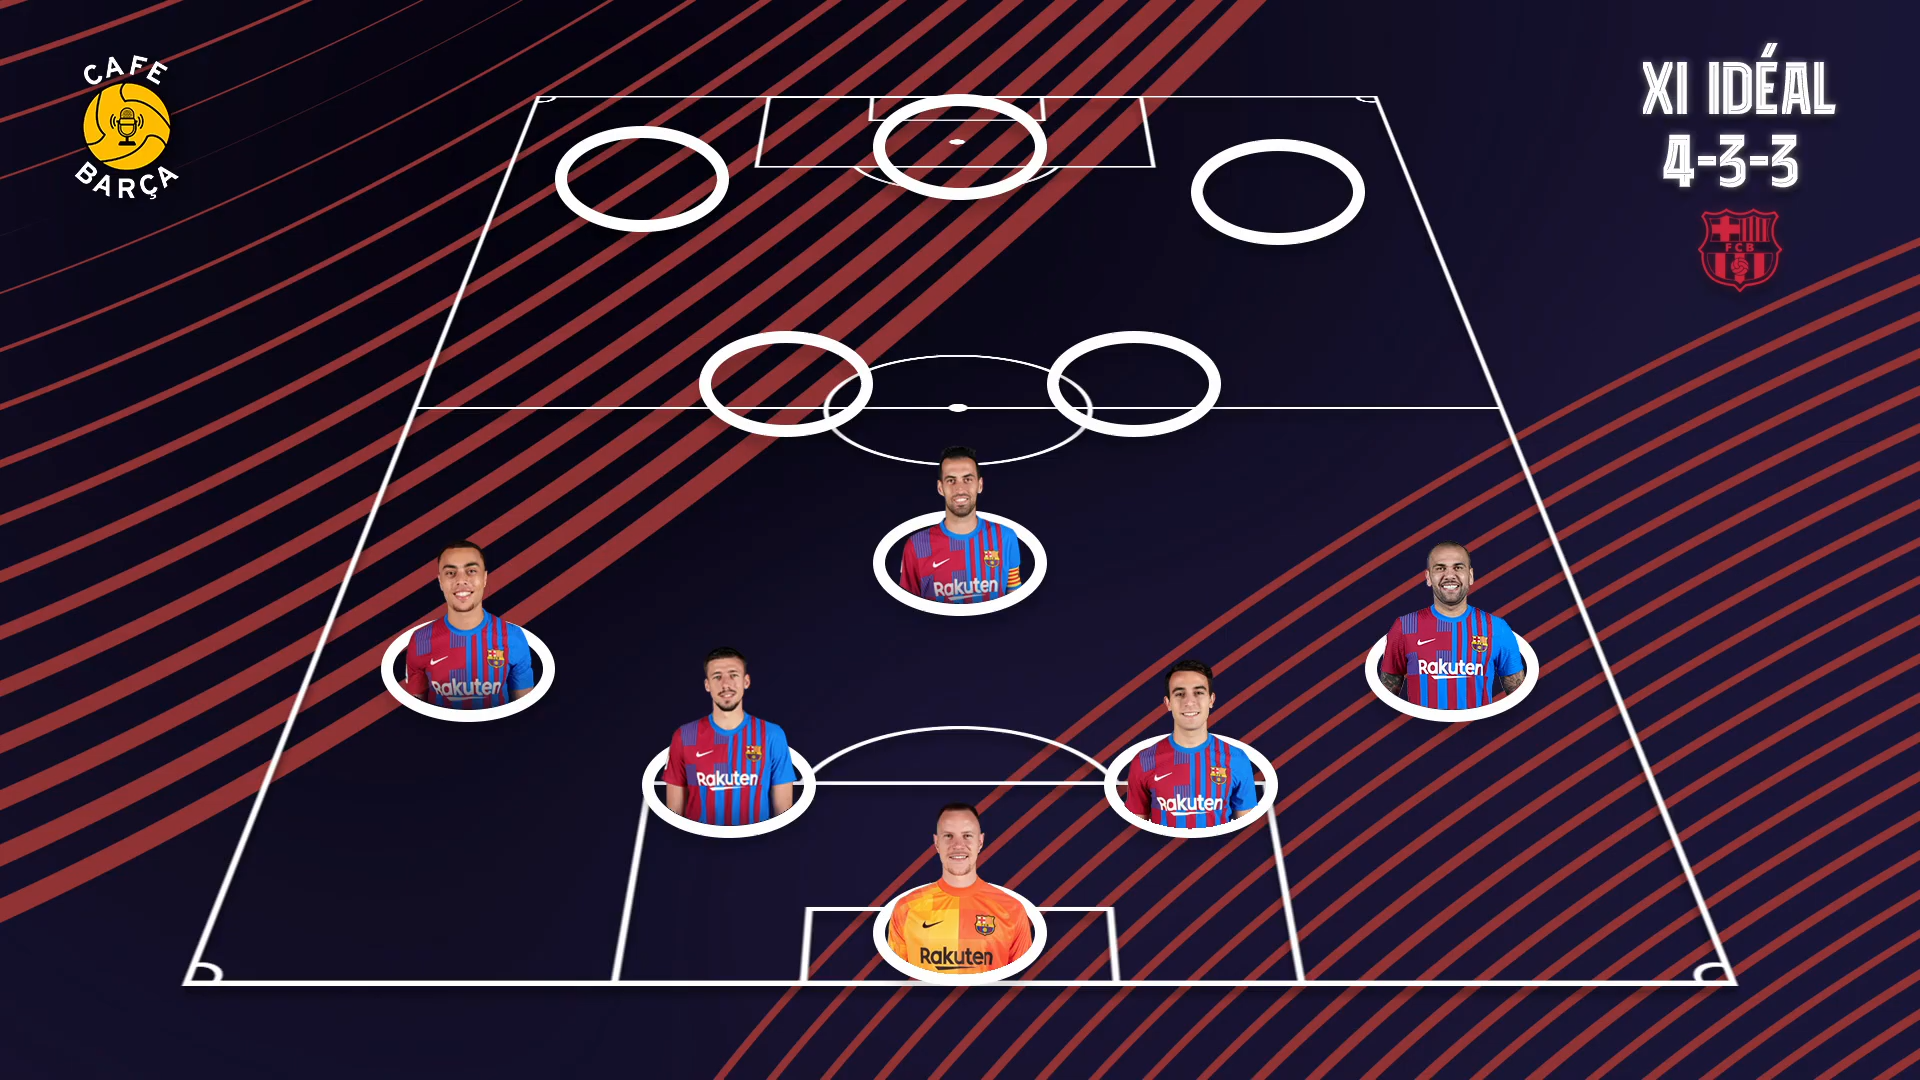 CAFE
BARÇA
XI IDÉAL
4-3-3
FCB
Rakuten
Rakuten
Rakuten
Rakuten
Rakuten
Rakuten